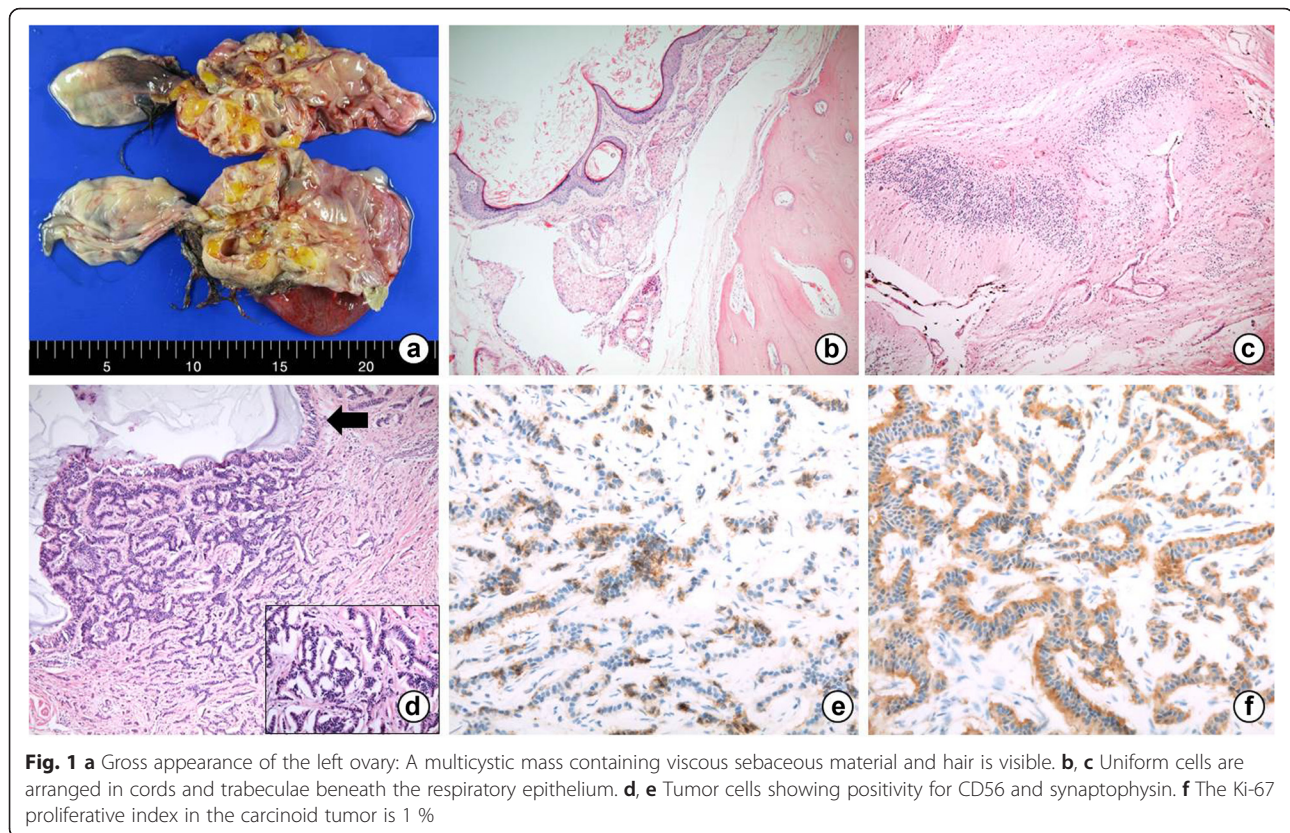 a
b
c
5 10 15 20
d
e
f
Fig. 1 a Gross appearance of the left ovary: A multicystic mass containing viscous sebaceous material and hair is visible. b, c Uniform cells are
arranged in cords and trabeculae beneath the respiratory epithelium. d, e Tumor cells showing positivity for CD56 and synaptophysin. f The Ki-67
proliferative index in the carcinoid tumor is 1 %